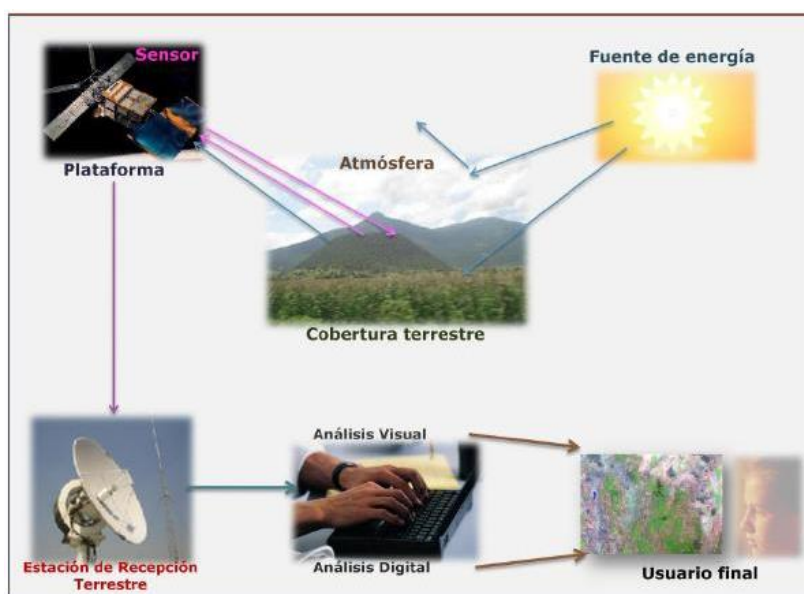 Sensor
Fuente de energía
Plataforma
Atmósfera
Cobertura terrestre
Análisis Visual
Estación de Recepción
Terrestre
Análisis Digital
Usuario final